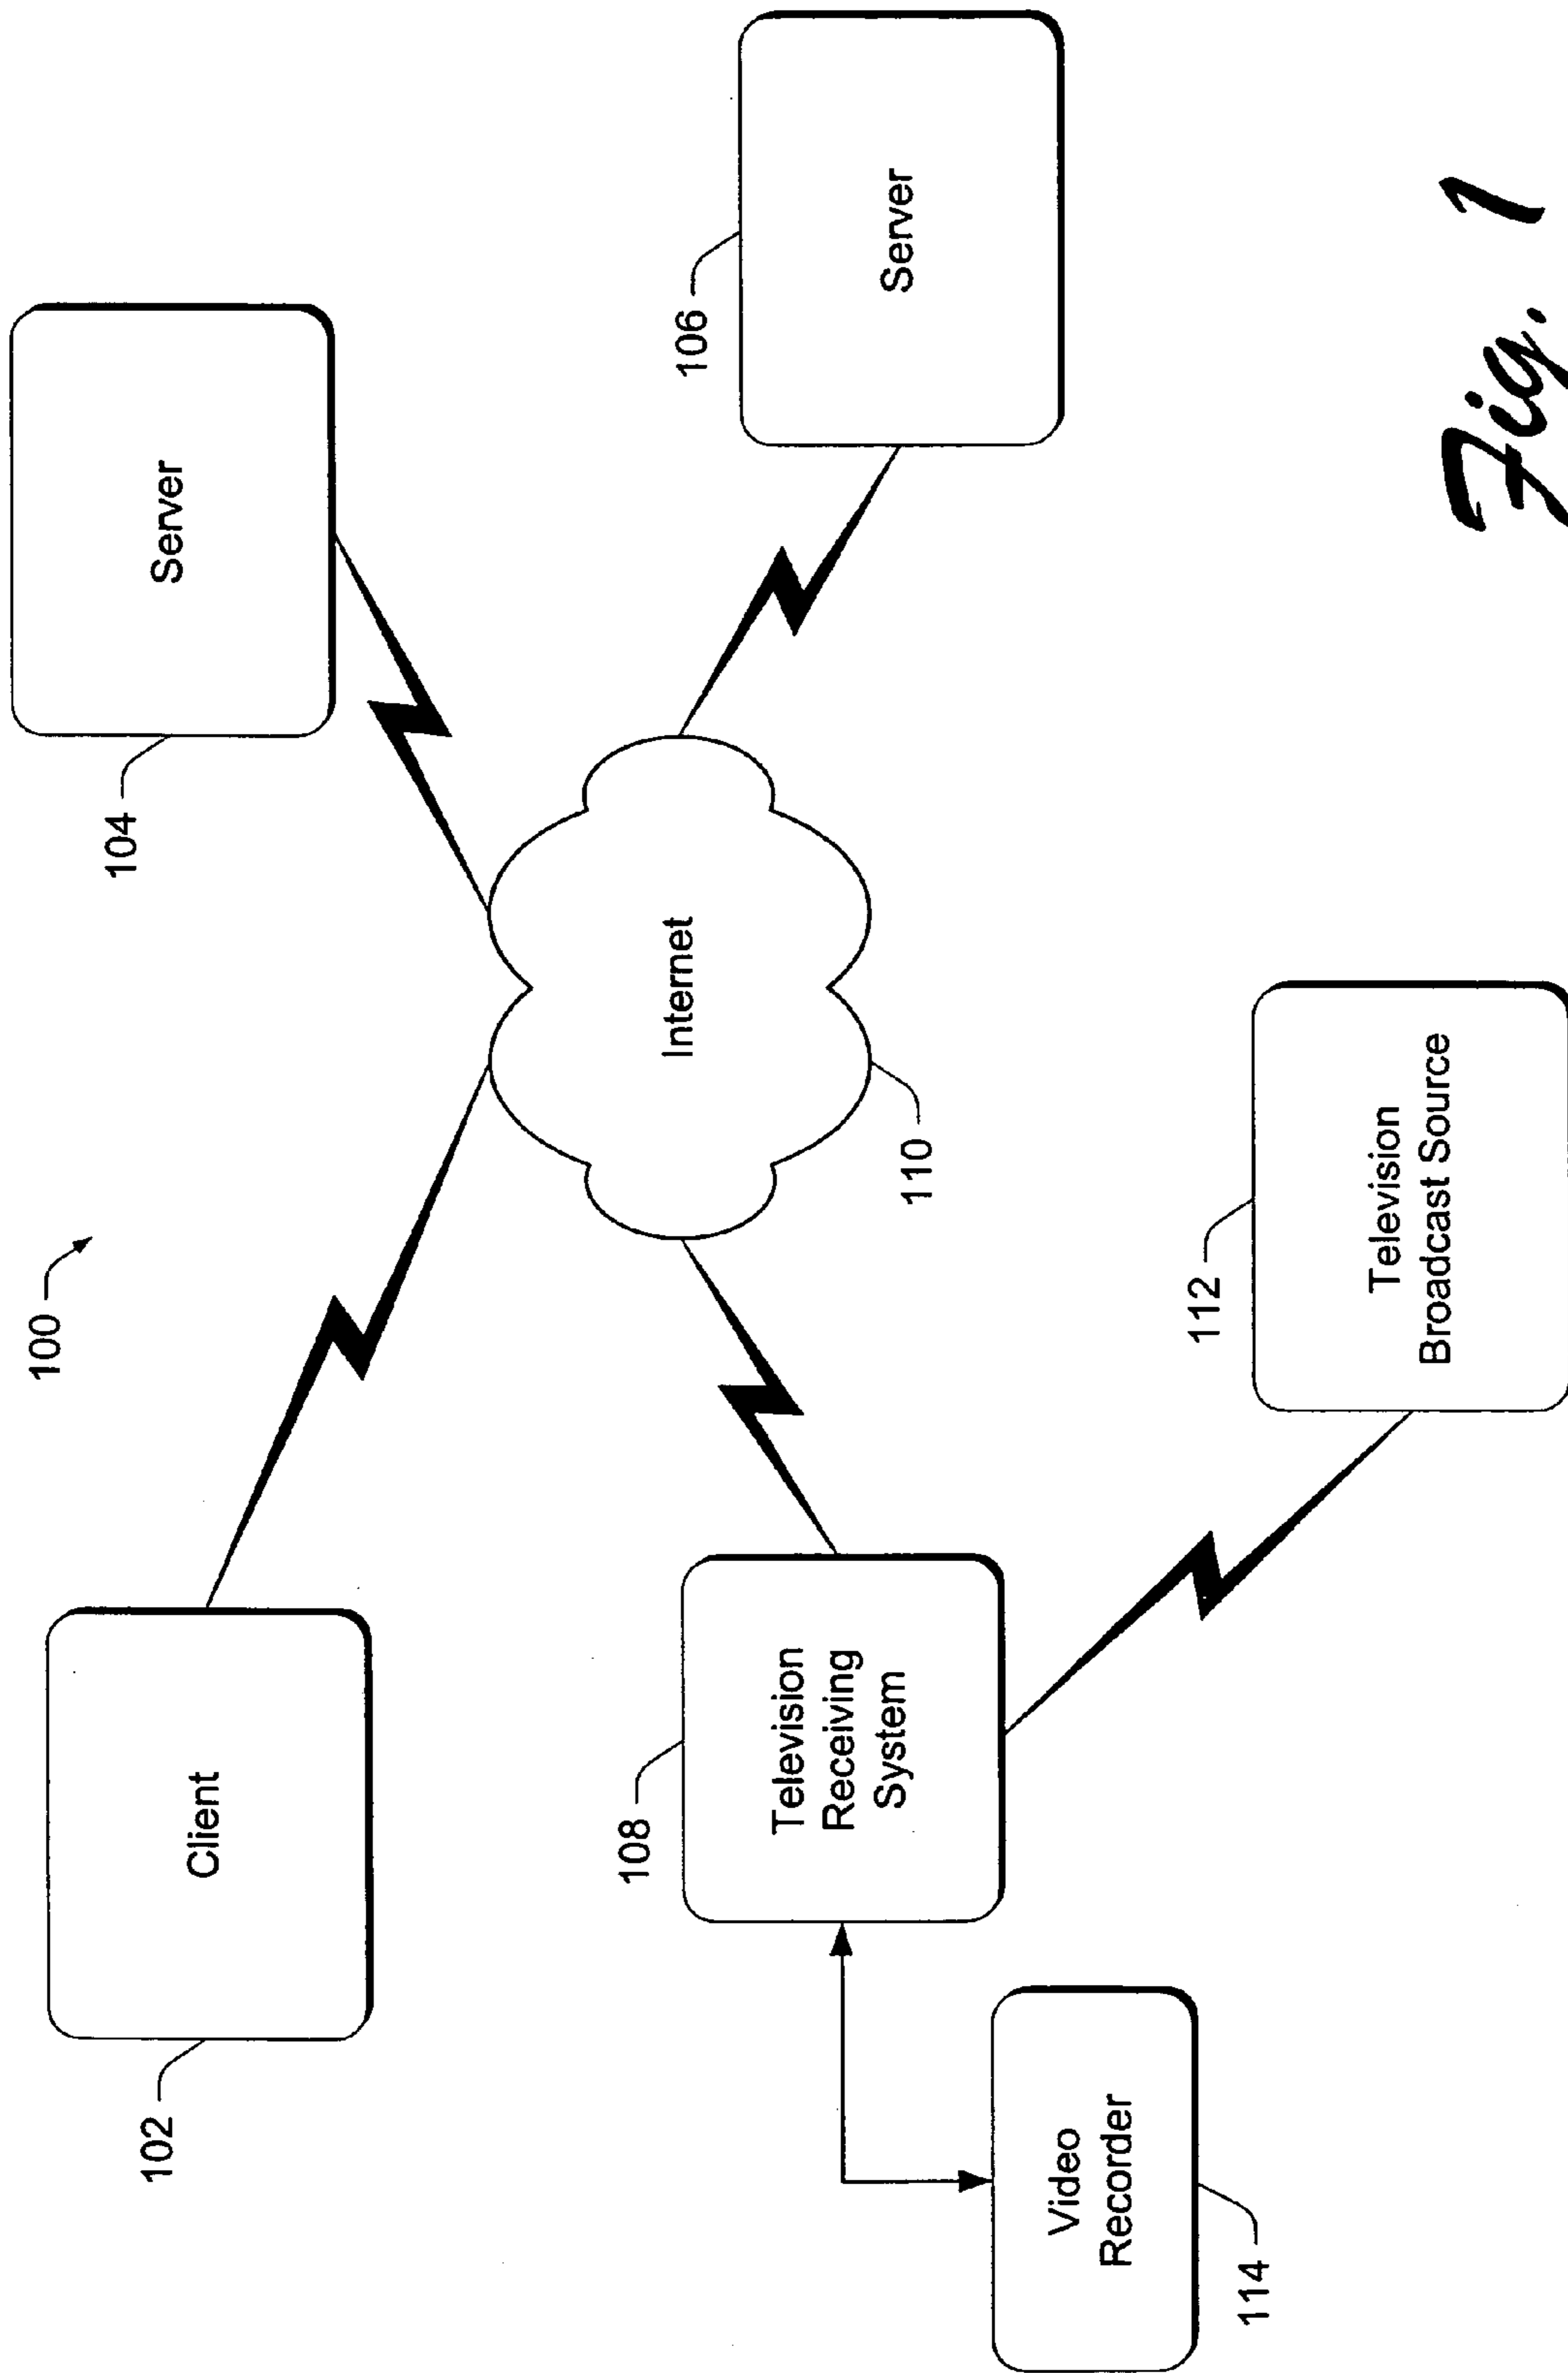 100
102
Client
104
Server
Internet
110
106
Server
108
Television
Receiving
System
114
Video
Recorder
112
Television
Broadcast Source
Fig. 1